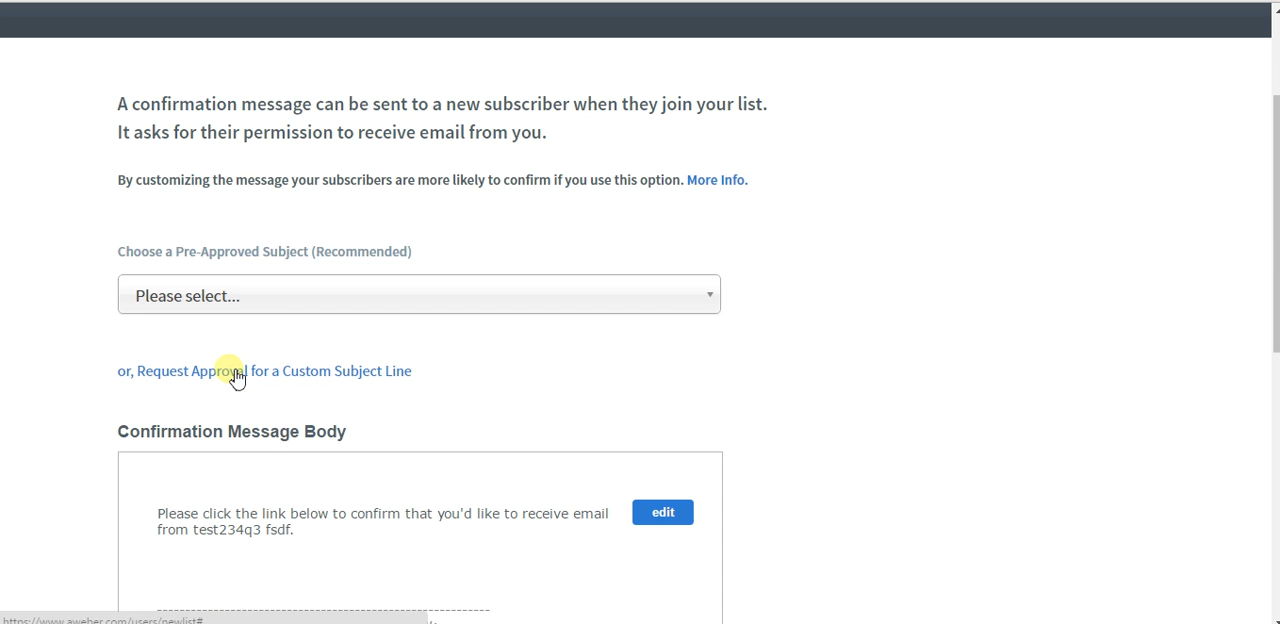 A confirmation message can be sent to a new subscriber when they join your list.
It asks for their permission to receive email from you.
By customizing the message your subscribers are more likely to confirm if you use this option. More Info.
Choose a Pre-Approved Subject (Recommended)
Please select...
or, Request Approval for a Custom Subject Line
Confirmation Message Body
Please click the link below to confirm that you'd like to receive email
from test234q3 fsdf.
edit
------------------------------------------------------------
https://www.aweber.com/users/newlist#